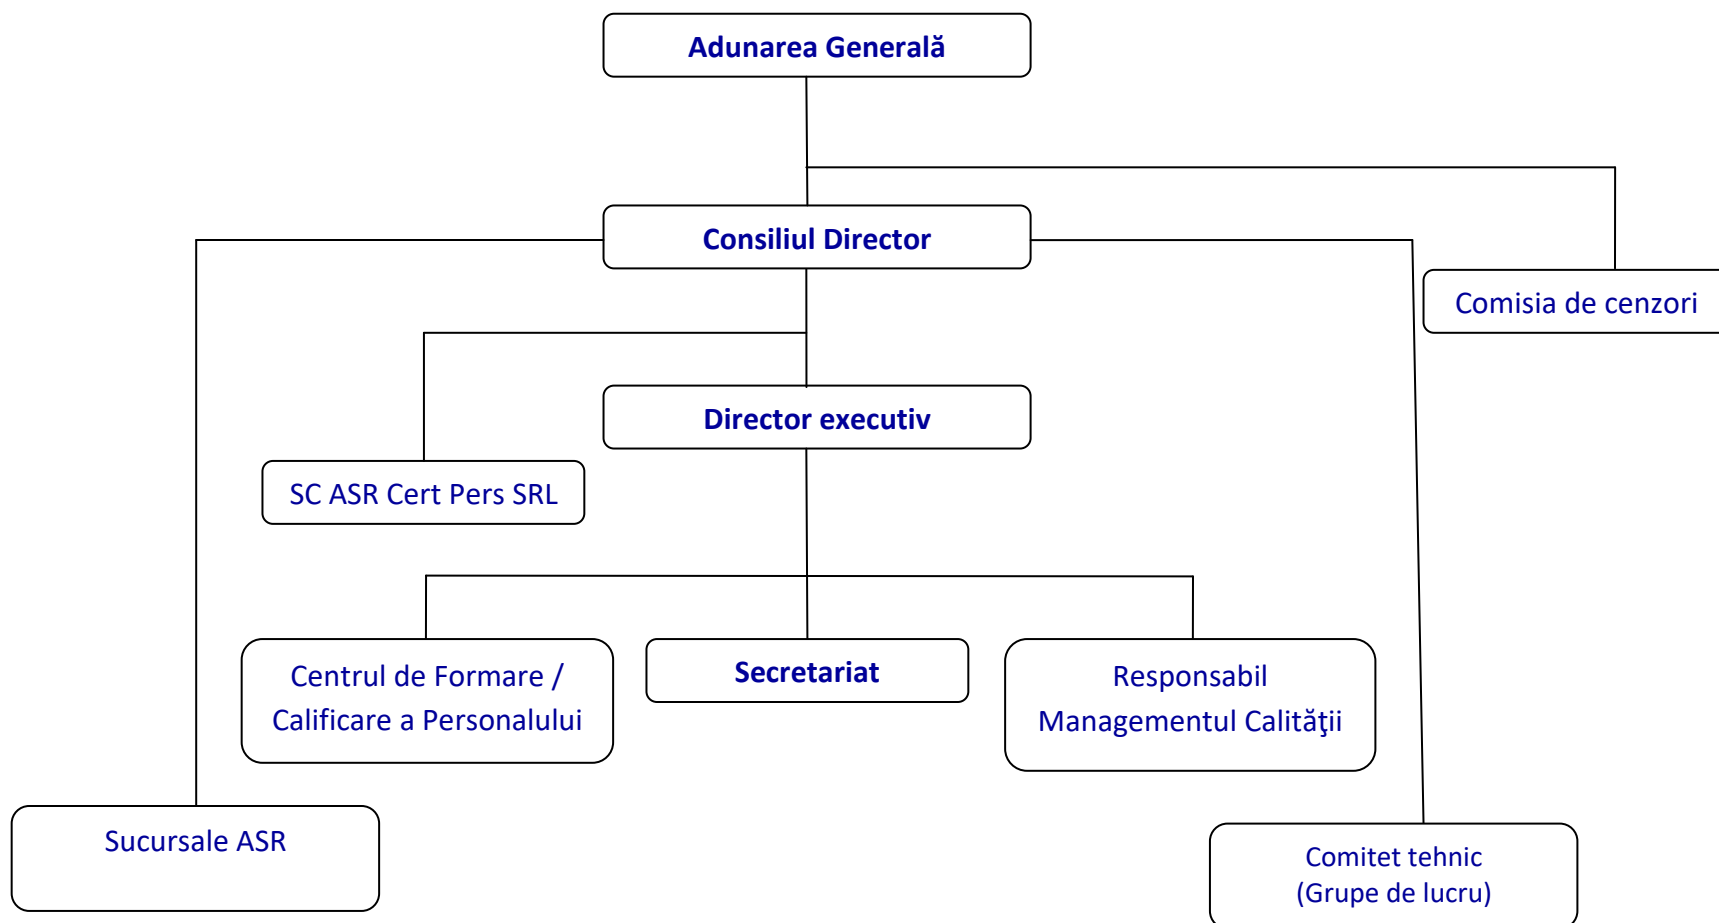 Adunarea Generală
Consiliul Director
Comisia de cenzori
Director executiv
SC ASR Cert Pers SRL
Centrul de Formare /
Calificare a Personalului
Secretariat
Responsabil
Managementul Calităţii
Sucursale ASR
Comitet tehnic
(Grupe de lucru)